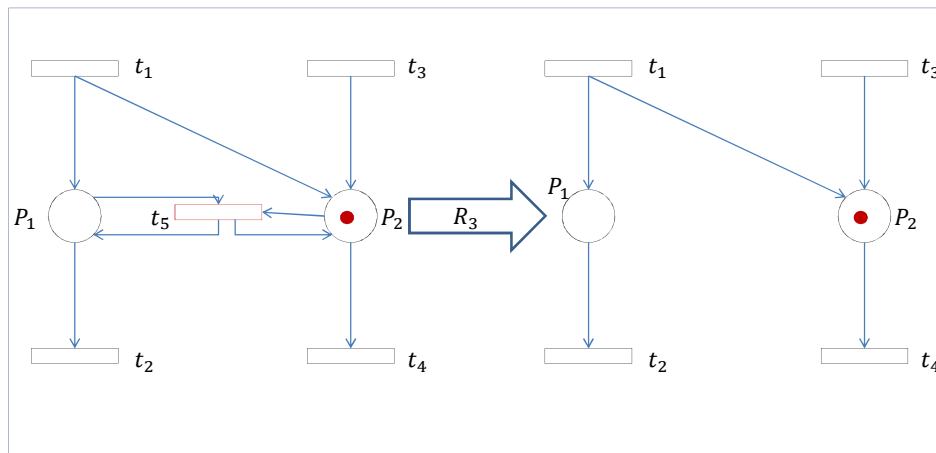 t₁ t₃ t₁ t₃
P₁ t₅ P₂ R₃ P₁ P₂
t₂ t₄ t₂ t₄